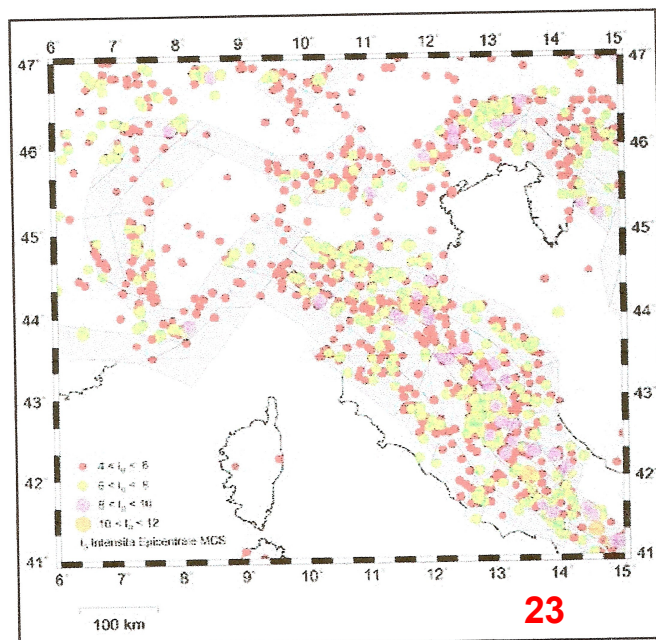 6° 7° 8° 9° 10° 11° 12° 13° 14° 15°
47° 47°
46° 46°
45° 45°
44° 44°
43° 43°
42° 42°
41° 41°
4 < I₀ < 6
6 < I₀ < 8
8 < I₀ < 10
10 < I₀ < 12
I₀ Intensità Epicentrale MCS
6° 7° 8° 9° 10° 11° 12° 13° 14° 15°
100 km
23